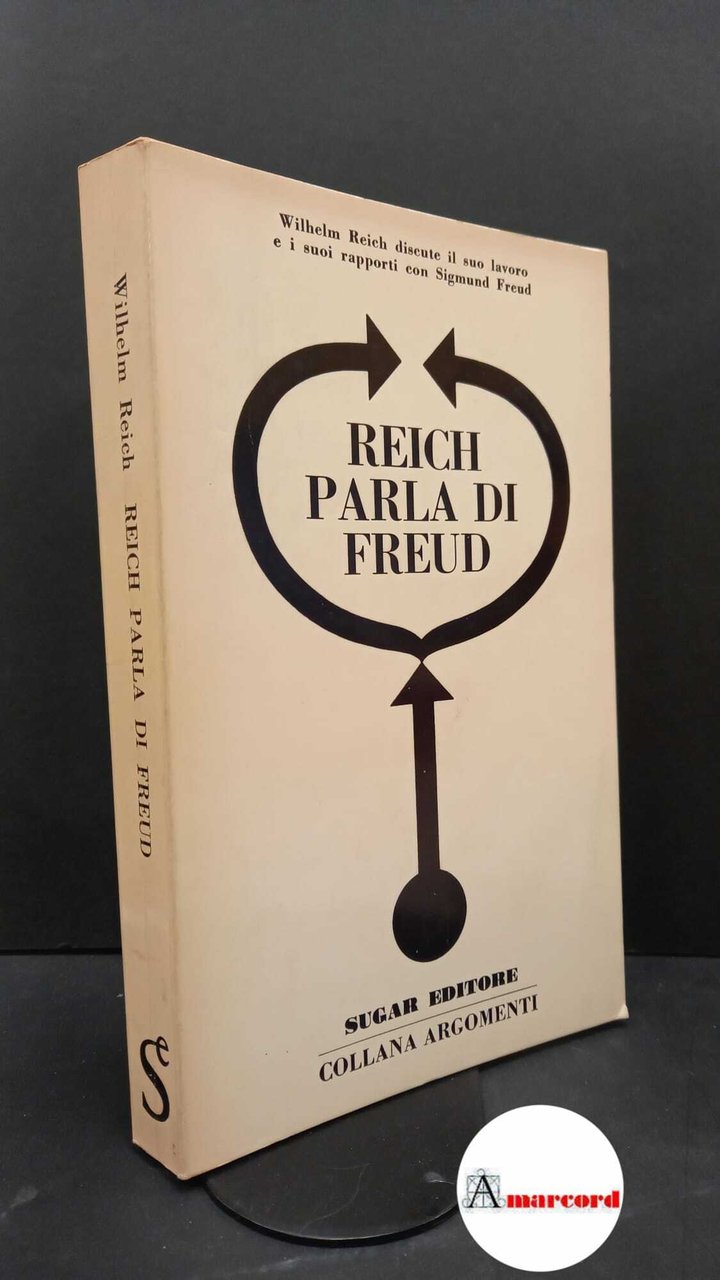 Wilhelm Reich discute il suo lavoro
e i suoi rapporti con Sigmund Freud
REICH
PARLA DI
FREUD
SUGAR EDITORE
COLLANA ARGOMENTI
Wilhelm Reich REICH PARLA DI FREUD
S
Amarcord